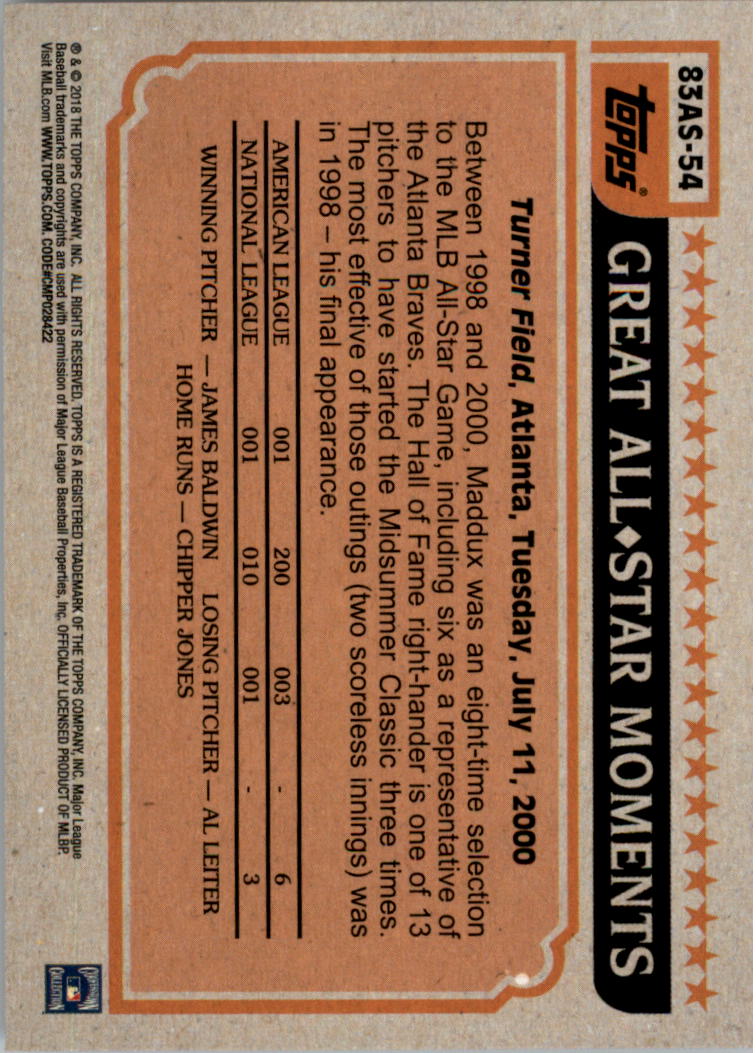 83AS-54
Topps®
GREAT ALL◆STAR MOMENTS
Turner Field, Atlanta, Tuesday, July 11, 2000
Between 1998 and 2000, Maddux was an eight-time selection
to the MLB All-Star Game, including six as a representative of
the Atlanta Braves. The Hall of Fame right-hander is one of 13
pitchers to have started the Midsummer Classic three times.
The most effective of those outings (two scoreless innings) was
in 1998 – his final appearance.
AMERICAN LEAGUE 001 200 003 - 6
NATIONAL LEAGUE 001 010 001 - 3
WINNING PITCHER — JAMES BALDWIN LOSING PITCHER — AL LEITER
HOME RUNS — CHIPPER JONES
® & © 2018 THE TOPPS COMPANY, INC. ALL RIGHTS RESERVED. TOPPS IS A REGISTERED TRADEMARK OF THE TOPPS COMPANY, INC. Major League
Baseball trademarks and copyrights are used with permission of Major League Baseball Properties, Inc. OFFICIALLY LICENSED PRODUCT OF MLBP.
Visit MLB.com WWW.TOPPS.COM. CODE#CMP028422
COOPERSTOWN
COLLECTION